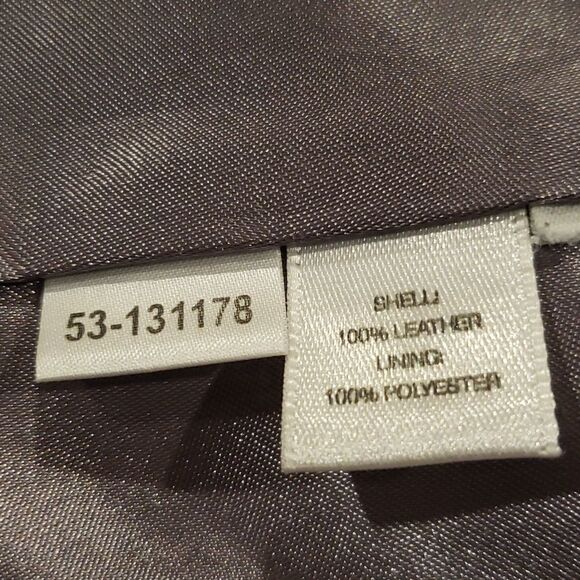 53-131178
SHELL:
100% LEATHER
LINING:
100% POLYESTER